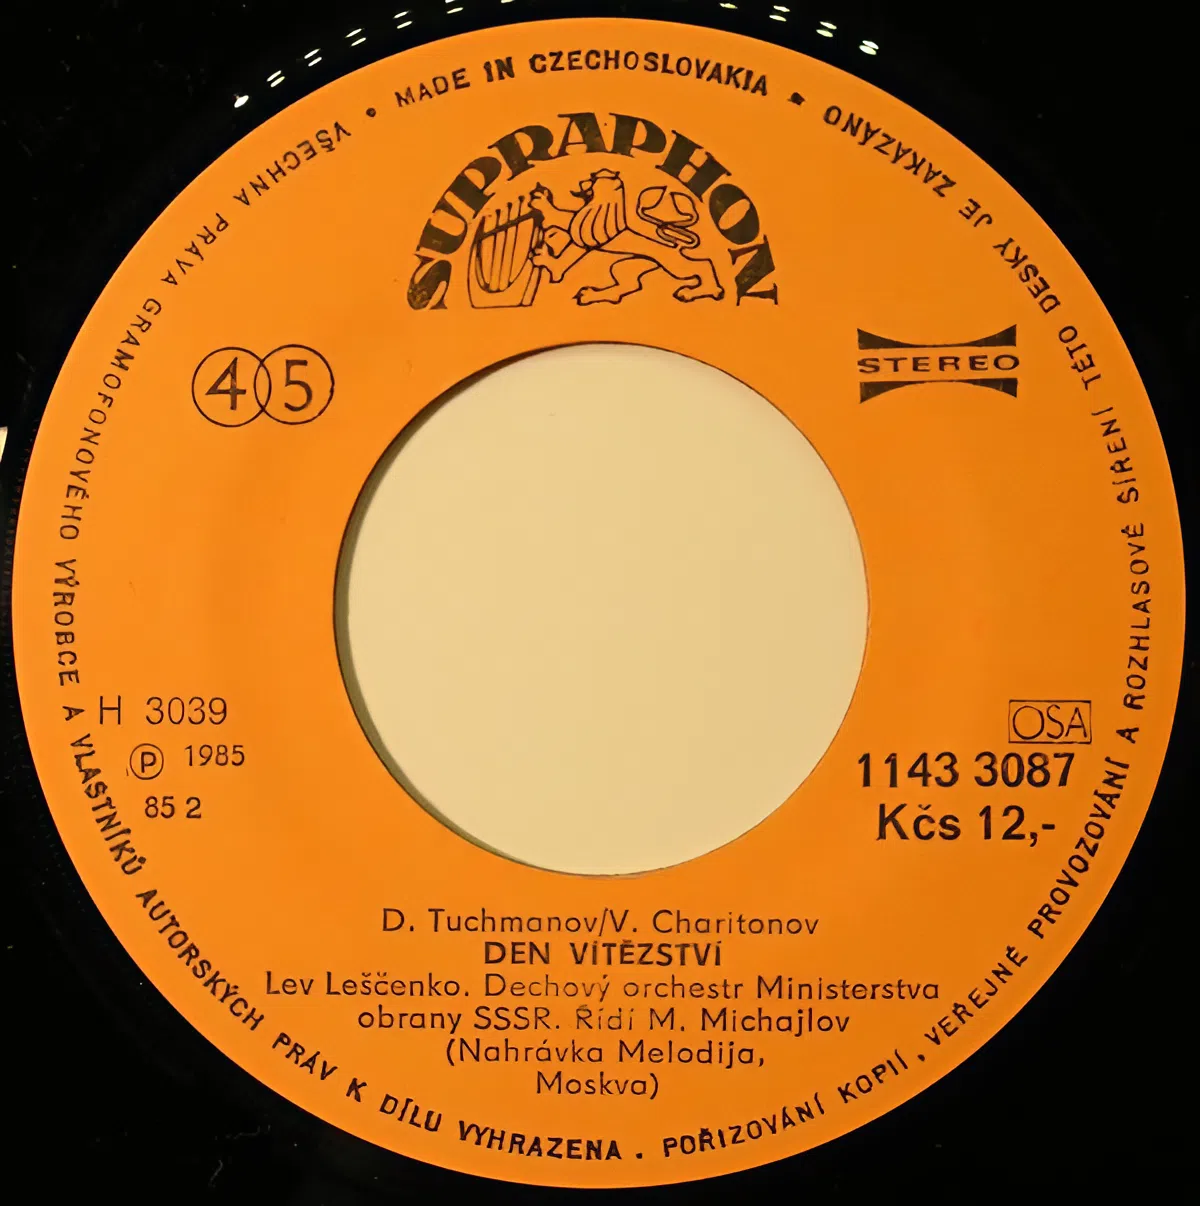 VŠECHNA PRÁVA GRAMOFONOVÉHO VÝROBCE A VLASTNÍKŮ AUTORSKÝCH PRÁV K DÍLU VYHRAZENA . POŘIZOVÁNÍ KOPIÍ, VEŘEJNÉ PROVOZOVÁNÍ A ROZHLASOVÉ ŠÍŘENÍ TÉTO DESKY JE ZAKÁZÁNO
• MADE IN CZECHOSLOVAKIA •
SUPRAPHON
45
STEREO
H 3039
Ⓟ 1985
85 2
OSA
1143 3087
Kčs 12,-
D. Tuchmanov/V. Charitonov
DEN VÍTĚZSTVÍ
Lev Leščenko. Dechový orchestr Ministerstva
obrany SSSR. Řídí M. Michajlov
(Nahrávka Melodija,
Moskva)